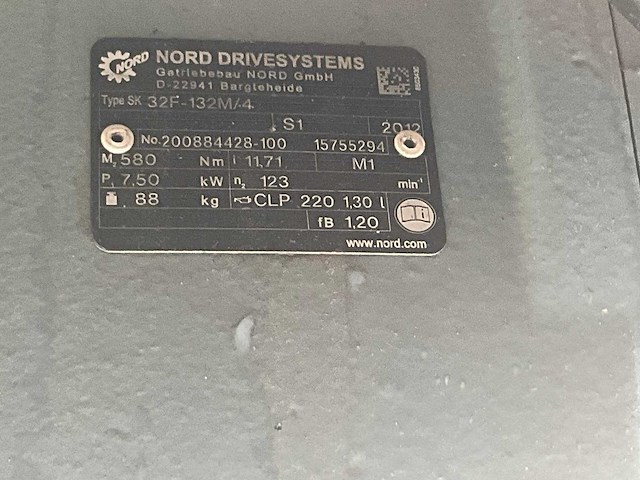 NORD
NORD DRIVESYSTEMS
Getriebebau NORD GmbH
D-22941 Bargteheide
Type SK 32F-132M/4
S1 2012
No. 200884428-100 15755294
M₂ 580 Nm i 11,71 M1
P₁ 7,50 kW n₂ 123 min⁻¹
88 kg CLP 220 1,30 l
fB 1,20
i
www.nord.com